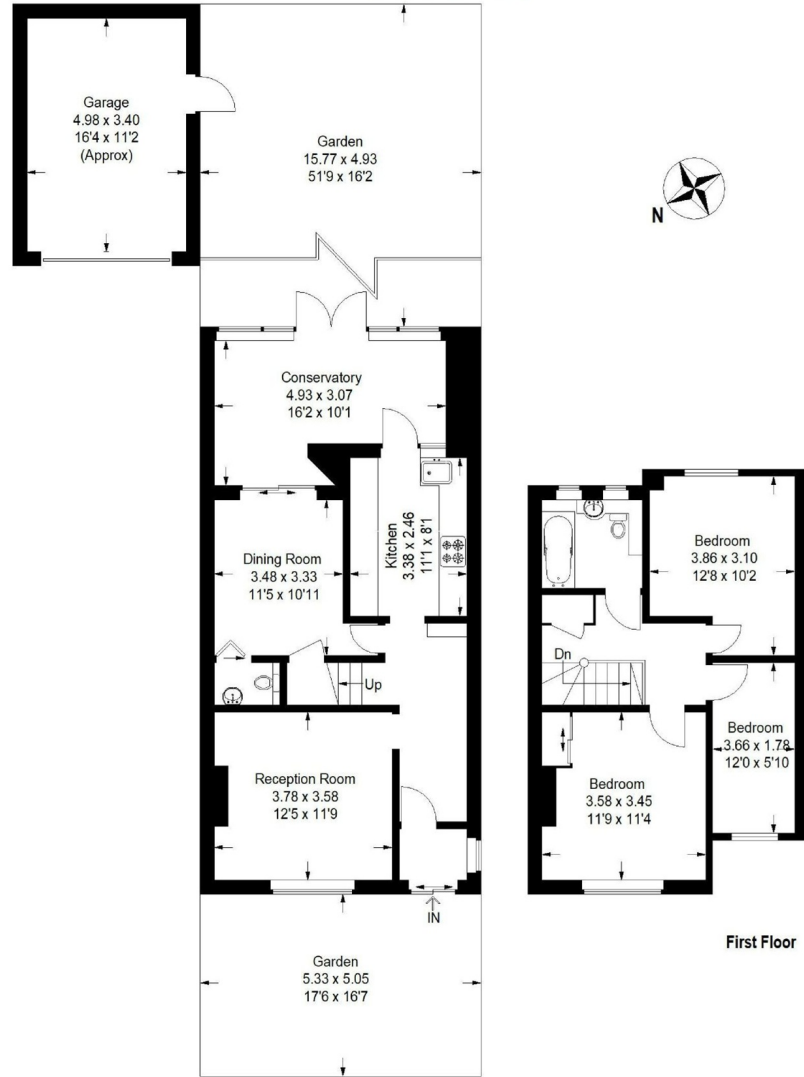 Garage
4.98 x 3.40
16'4 x 11'2
(Approx)
Garden
15.77 x 4.93
51'9 x 16'2
N
Conservatory
4.93 x 3.07
16'2 x 10'1
Kitchen
3.38 x 2.46
11'1 x 8'1
Dining Room
3.48 x 3.33
11'5 x 10'11
Up
Reception Room
3.78 x 3.58
12'5 x 11'9
IN
Garden
5.33 x 5.05
17'6 x 16'7
Bedroom
3.86 x 3.10
12'8 x 10'2
Dn
Bedroom
3.66 x 1.78
12'0 x 5'10
Bedroom
3.58 x 3.45
11'9 x 11'4
First Floor